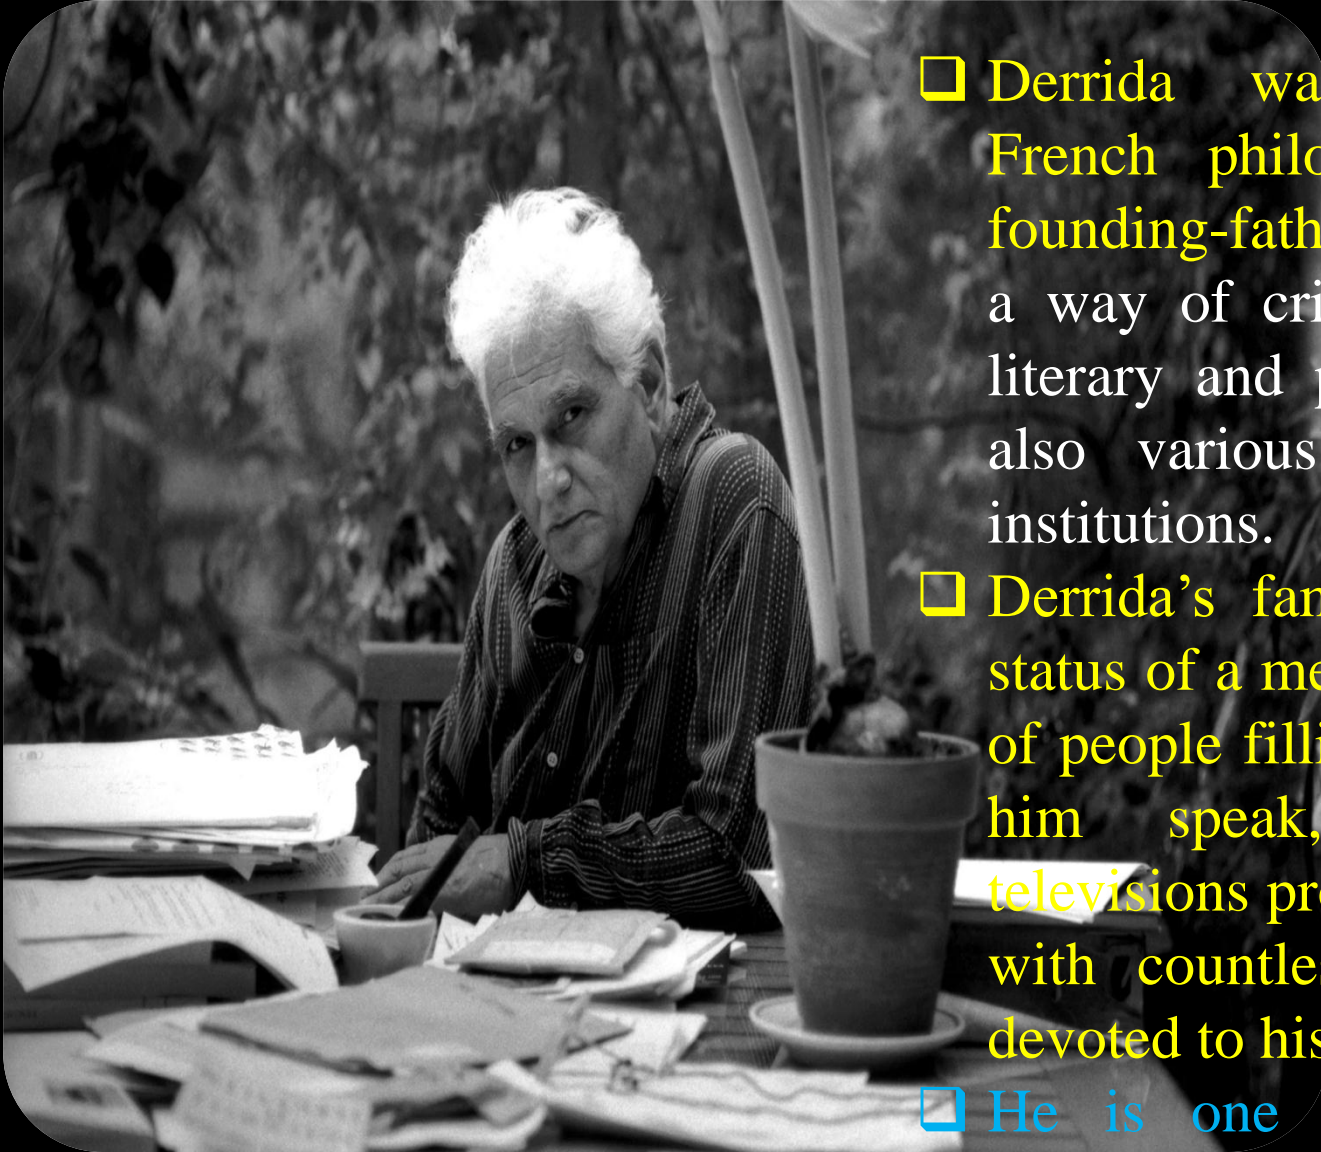 ❑ Derrida wa
French philo
founding-fath
a way of cri
literary and
also various
institutions.
❑ Derrida’s fan
status of a me
of people filli
him speak,
televisions pr
with countle
devoted to his
❑ He is one